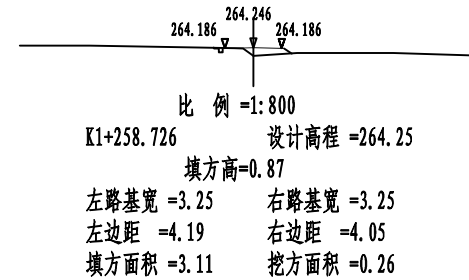 264.246
264.186 264.186
比 例 =1:800
K1+258.726 设计高程 =264.25
填方高=0.87
左路基宽 =3.25 右路基宽 =3.25
左边距 =4.19 右边距 =4.05
填方面积 =3.11 挖方面积 =0.26